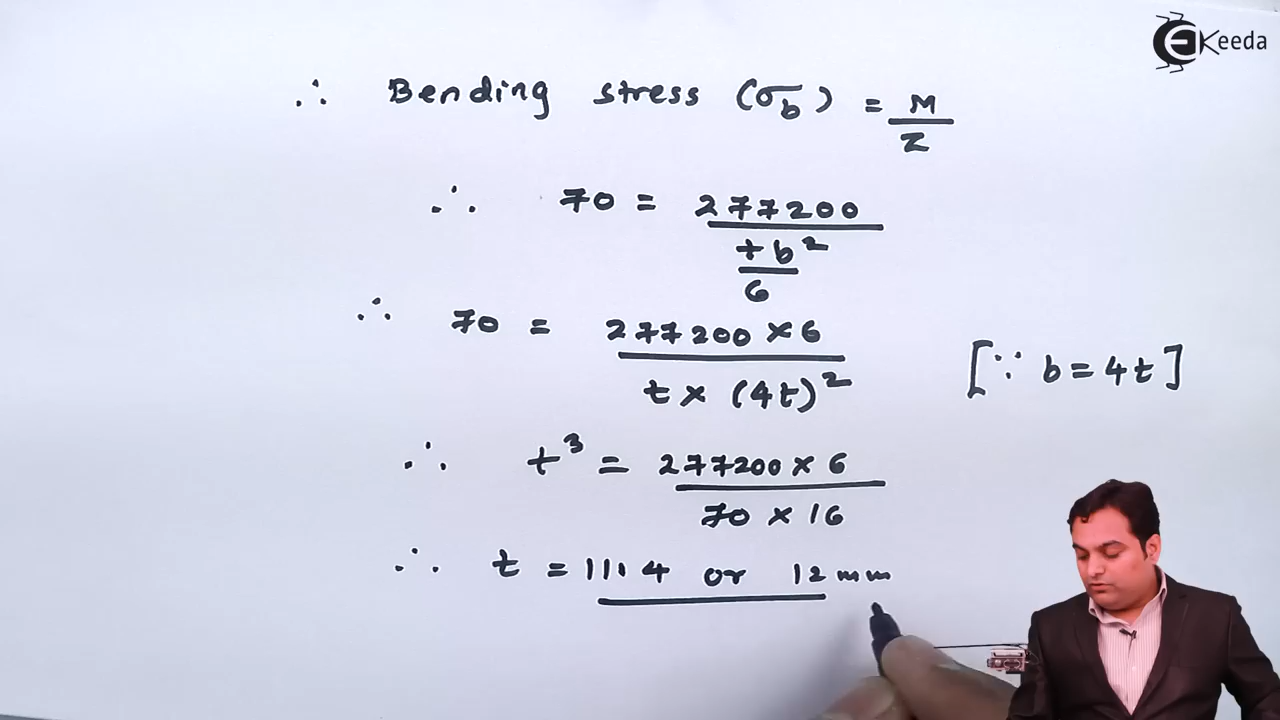 EKeeda
∴ Bending stress (σb) = M/Z
∴ 70 = 277200 / (tb²/6)
∴ 70 = 277200 × 6 / t × (4t)² [∵ b = 4t]
∴ t³ = 277200 × 6 / 70 × 16
∴ t = 11.4 or 12 mm